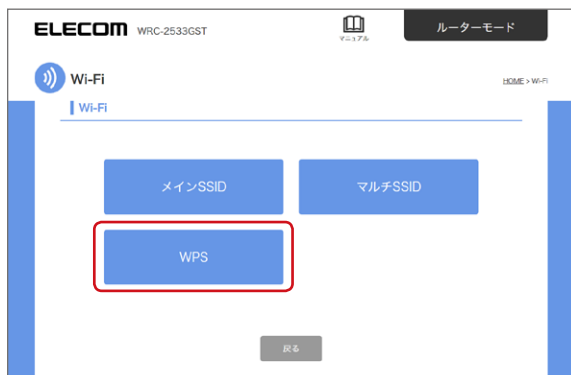 ELECOM WRC-2533GST
マニュアル
ルーターモード
Wi-Fi
HOME > Wi-Fi
Wi-Fi
メインSSID
マルチSSID
WPS
戻る